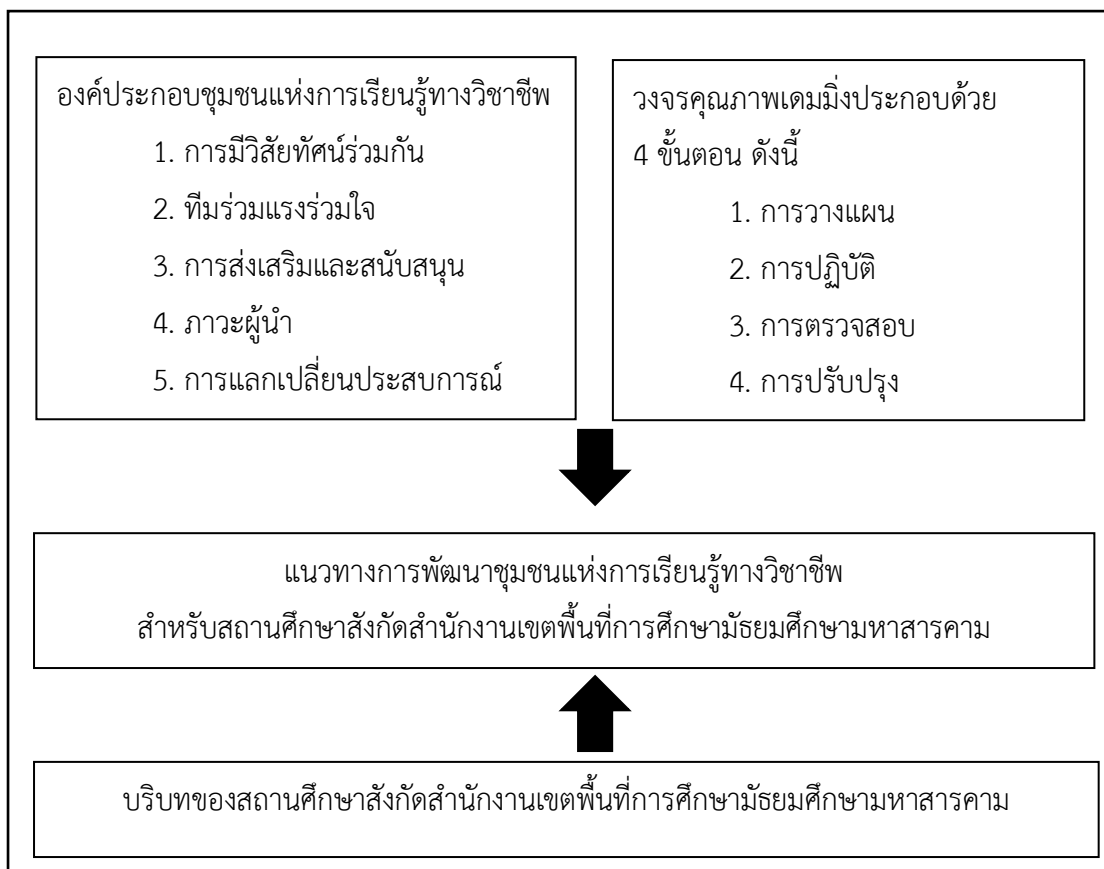 องค์ประกอบชุมชนแห่งการเรียนรู้ทางวิชาชีพ
1. การมีวิสัยทัศน์ร่วมกัน
2. ทีมร่วมแรงร่วมใจ
3. การส่งเสริมและสนับสนุน
4. ภาวะผู้นำ
5. การแลกเปลี่ยนประสบการณ์
วงจรคุณภาพเดมมิ่งประกอบด้วย
4 ขั้นตอน ดังนี้
1. การวางแผน
2. การปฏิบัติ
3. การตรวจสอบ
4. การปรับปรุง
แนวทางการพัฒนาชุมชนแห่งการเรียนรู้ทางวิชาชีพ
สำหรับสถานศึกษาสังกัดสำนักงานเขตพื้นที่การศึกษามัธยมศึกษามหาสารคาม
บริบทของสถานศึกษาสังกัดสำนักงานเขตพื้นที่การศึกษามัธยมศึกษามหาสารคาม